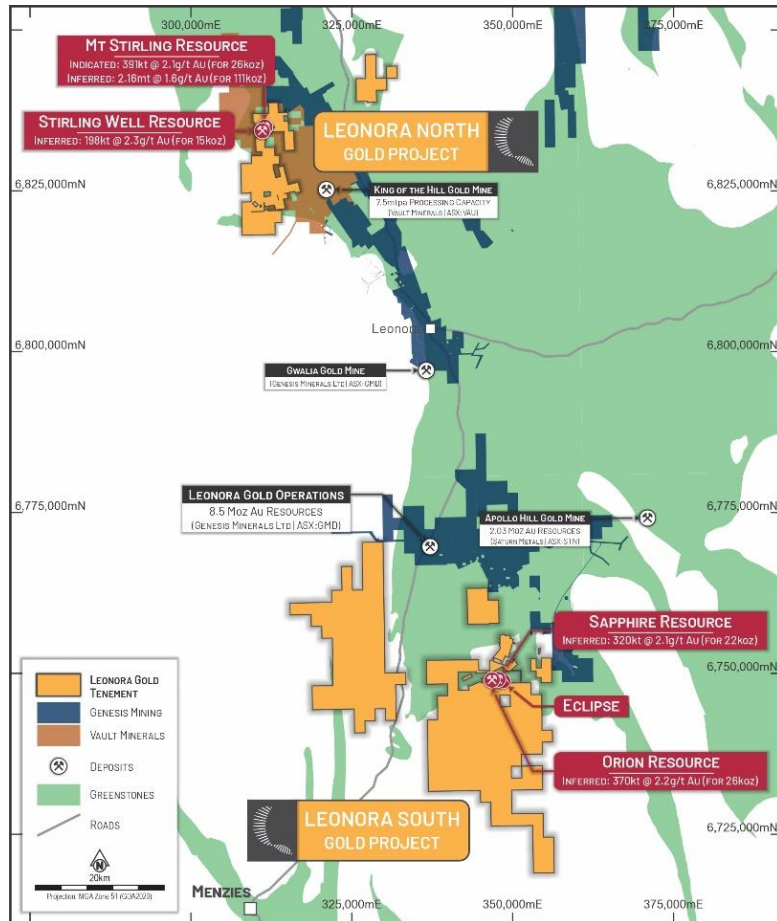 300,000mE
325,000mE
350,000mE
375,000mE
Mt Stirling Resource
Indicated: 391kt @ 2.1g/t Au (for 26koz)
Inferred: 2.16mt @ 1.6g/t Au (for 111koz)
Stirling Well Resource
Inferred: 198kt @ 2.3g/t Au (for 15koz)
Leonora North
Gold Project
6,825,000mN
6,825,000mN
King of the Hill Gold Mine
7.5mtpa Processing Capacity
(Vault Minerals | ASX:VAU)
Leonora
6,800,000mN
6,800,000mN
Gwalia Gold Mine
(Genesis Minerals Ltd | ASX:GMD)
6,775,000mN
6,775,000mN
Leonora Gold Operations
8.5 Moz Au Resources
(Genesis Minerals Ltd | ASX:GMD)
Apollo Hill Gold Mine
2.03 Moz Au Resources
(Saturn Metals | ASX:STN)
Sapphire Resource
Inferred: 320kt @ 2.1g/t Au (for 22koz)
6,750,000mN
Eclipse
Orion Resource
Inferred: 370kt @ 2.2g/t Au (for 26koz)
Leonora Gold
Tenement
Genesis Mining
Vault Minerals
Deposits
Greenstones
Roads
N
20km
Projection: MGA Zone 51 (GDA2020)
Leonora South
Gold Project
6,725,000mN
Menzies
325,000mE
350,000mE
375,000mE